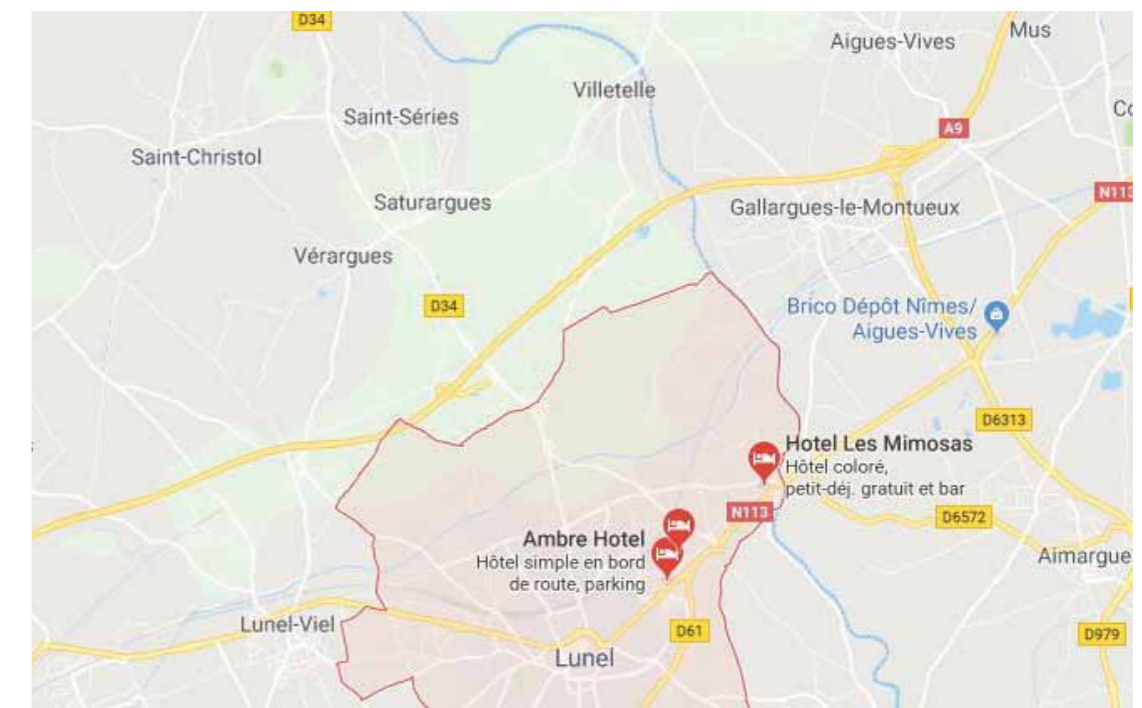 D34
Mus
Aigues-Vives
Villetelle
Saint-Séries
A9
Saint-Christol
N113
Saturargues
Gallargues-le-Montueux
Vérargues
D34
Brico Dépôt Nîmes/
Aigues-Vives
D6313
Hotel Les Mimosas
Hôtel coloré,
petit-déj. gratuit et bar
N113
D6572
Ambre Hotel
Hôtel simple en bord
de route, parking
Aimargue
Lunel-Viel
D61
D979
Lunel